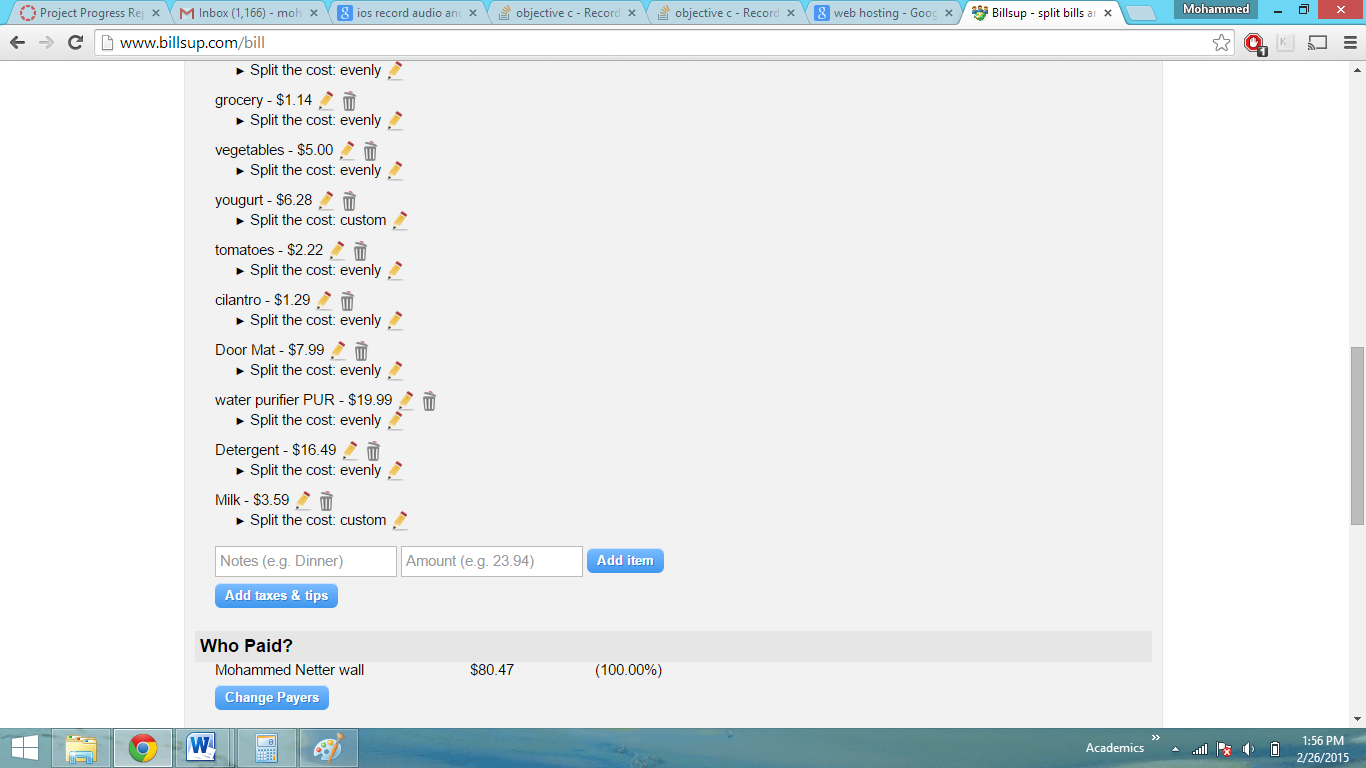 Project Progress Rep
Inbox (1,166) - moh
ios record audio and
objective c - Record
objective c - Record
web hosting - Goog
Billsup - split bills a
Mohammed
www.billsup.com/bill
1
K
▸ Split the cost: evenly
grocery - $1.14
▸ Split the cost: evenly
vegetables - $5.00
▸ Split the cost: evenly
yougurt - $6.28
▸ Split the cost: custom
tomatoes - $2.22
▸ Split the cost: evenly
cilantro - $1.29
▸ Split the cost: evenly
Door Mat - $7.99
▸ Split the cost: evenly
water purifier PUR - $19.99
▸ Split the cost: evenly
Detergent - $16.49
▸ Split the cost: evenly
Milk - $3.59
▸ Split the cost: custom
Notes (e.g. Dinner) Amount (e.g. 23.94) Add item
Add taxes & tips
Who Paid?
Mohammed Netter wall $80.47 (100.00%)
Change Payers
Academics
1:56 PM
2/26/2015